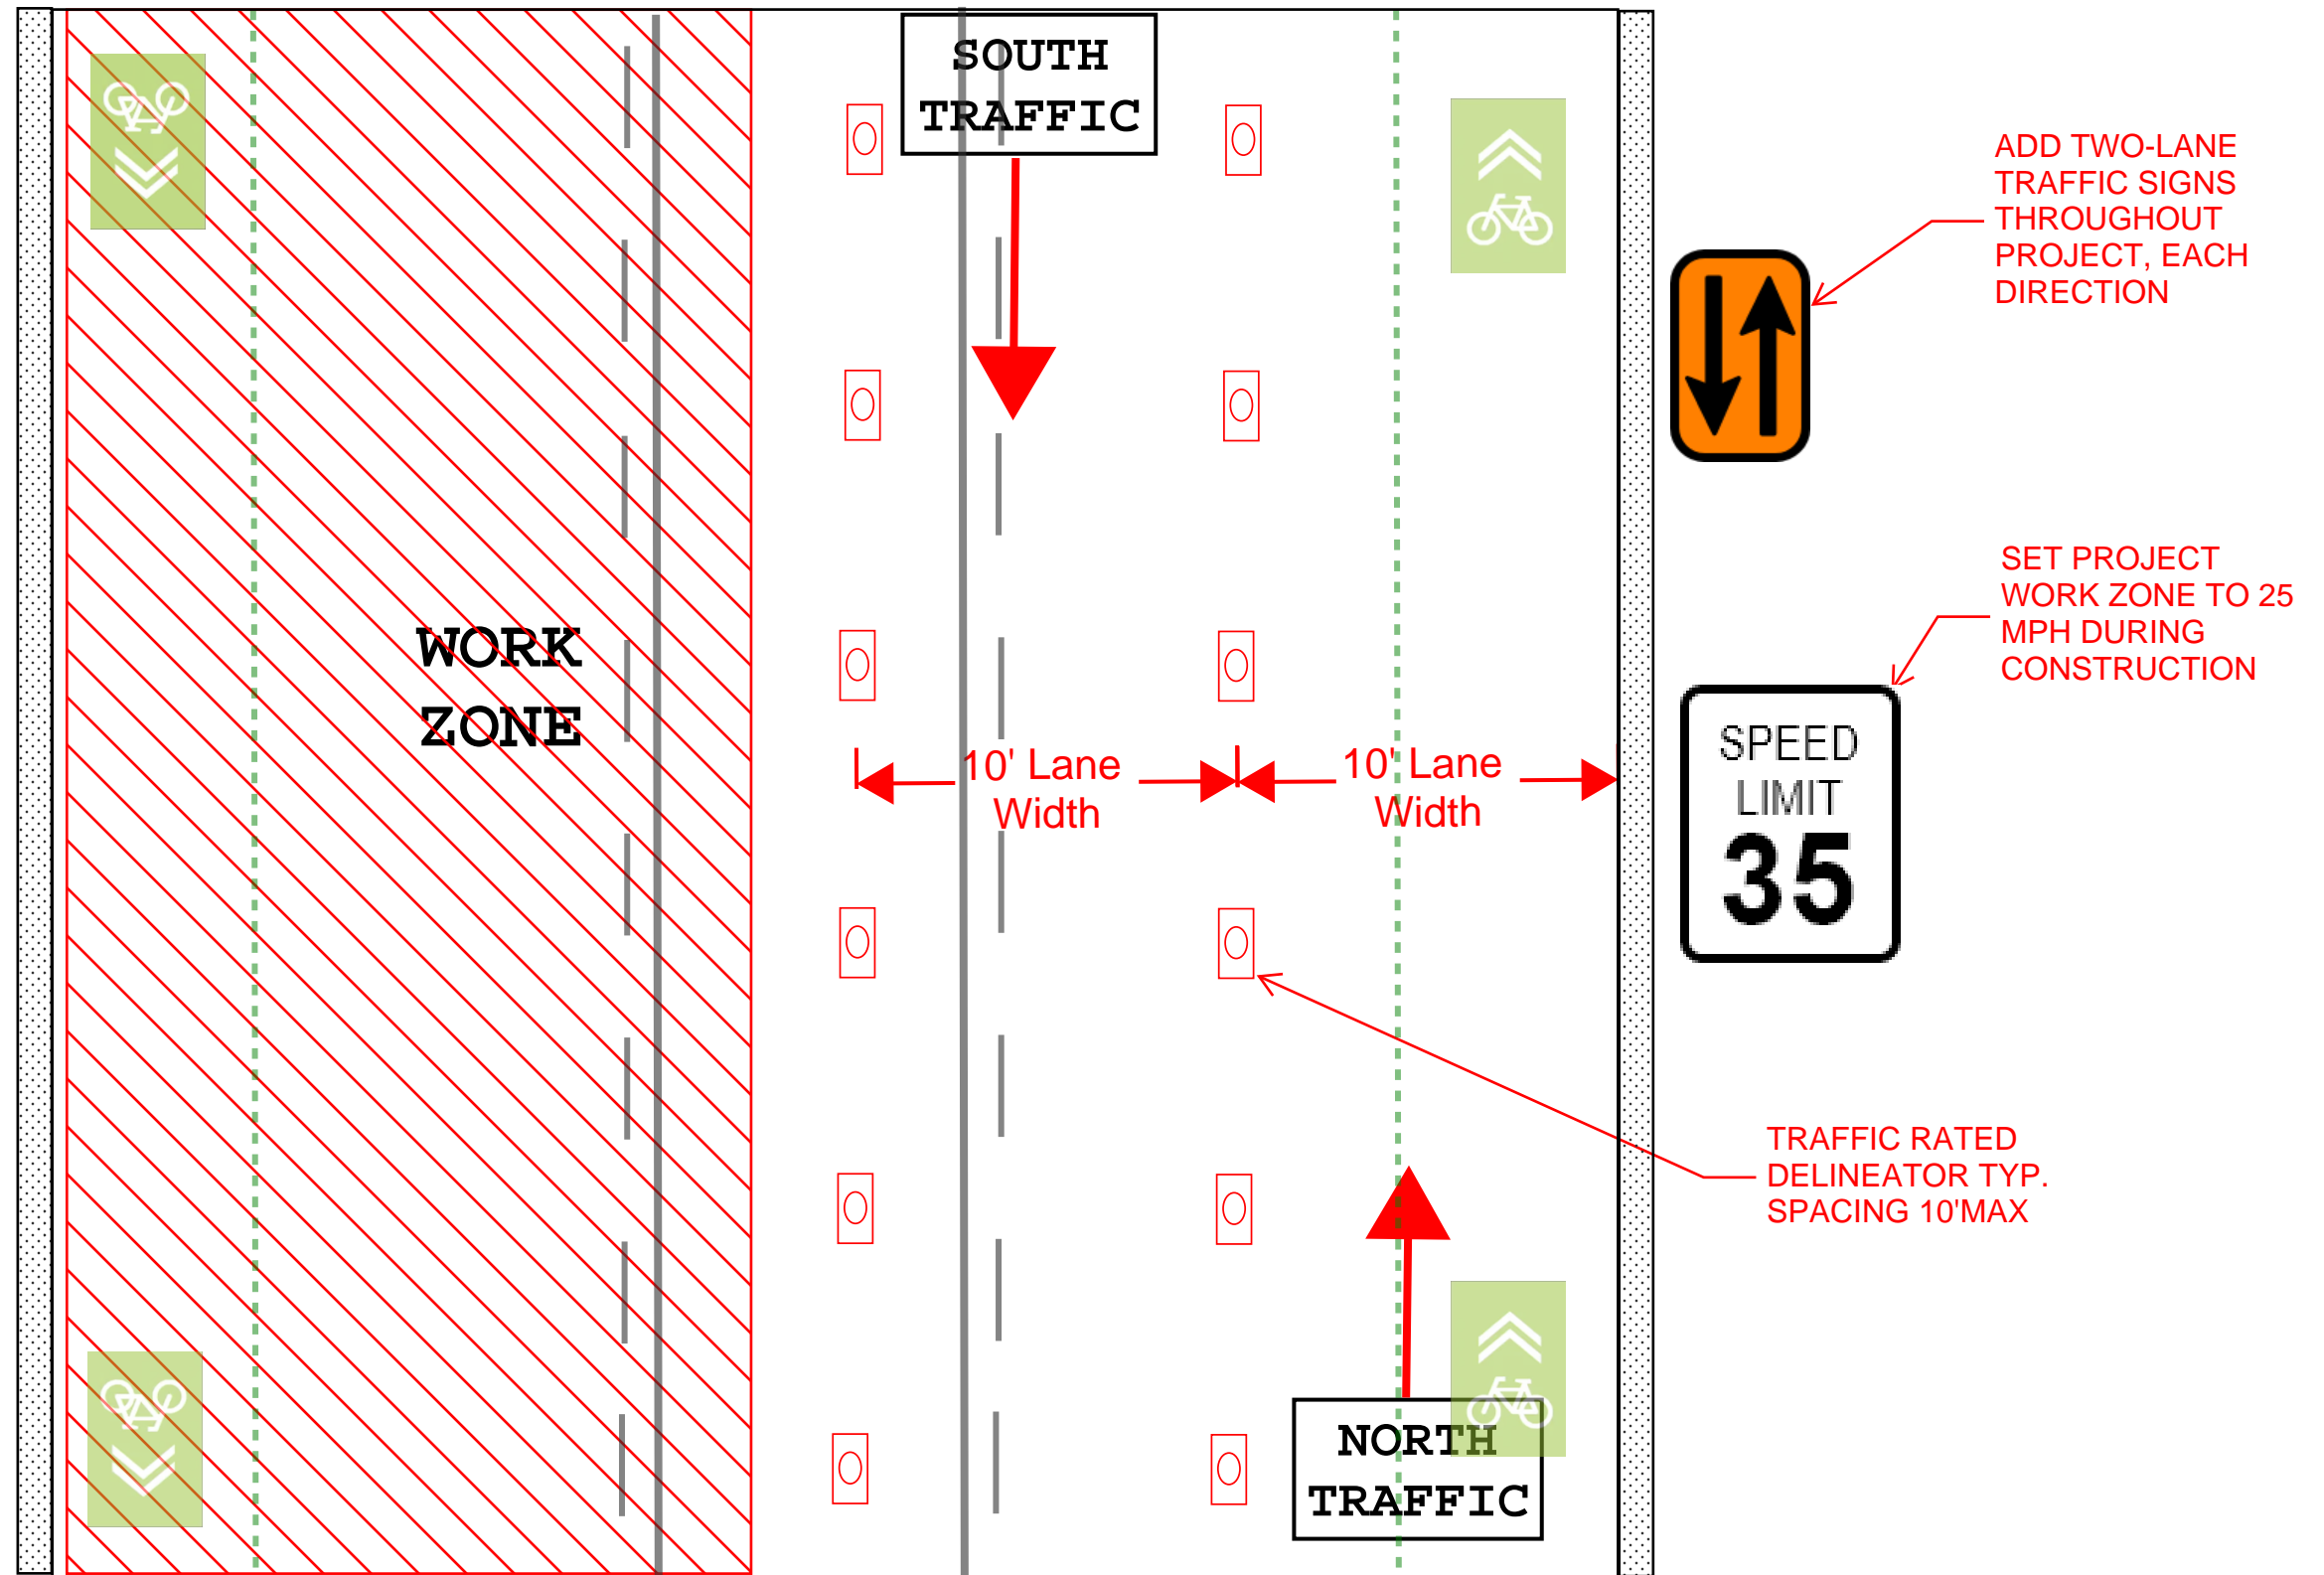 SOUTH
TRAFFIC
ADD TWO-LANE
TRAFFIC SIGNS
THROUGHOUT
PROJECT, EACH
DIRECTION
SET PROJECT
WORK ZONE TO 25
MPH DURING
CONSTRUCTION
WORK
ZONE
SPEED
LIMIT
35
10' Lane
Width
10' Lane
Width
TRAFFIC RATED
DELINEATOR TYP.
SPACING 10'MAX
NORTH
TRAFFIC